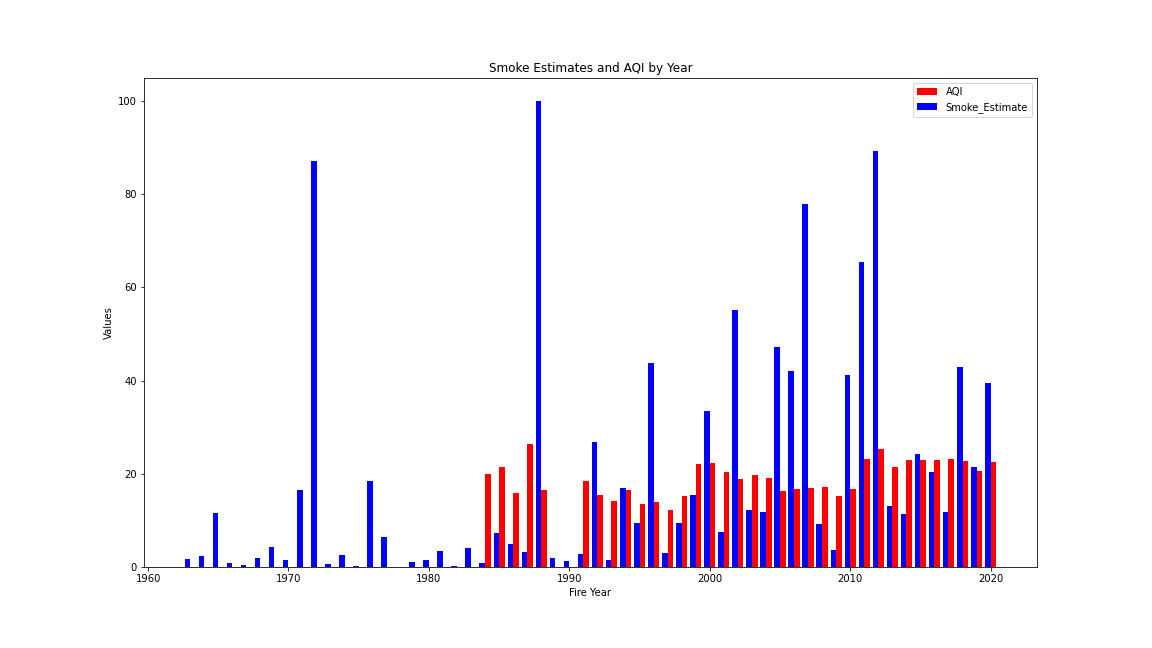 Smoke Estimates and AQI by Year
AQI
Smoke_Estimate
100
80
60
40
20
0
Values
1960 1970 1980 1990 2000 2010 2020
Fire Year